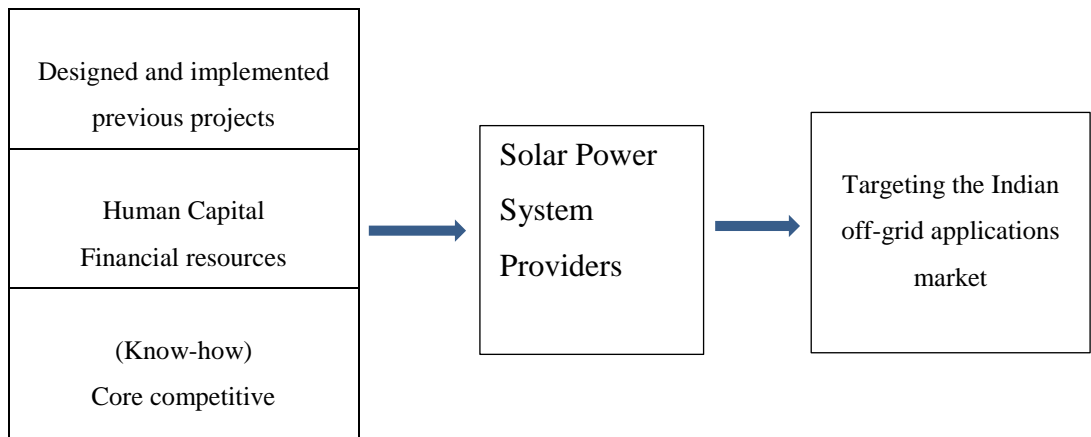 Designed and implemented
previous projects
Human Capital
Financial resources
(Know-how)
Core competitive
Solar Power
System
Providers
Targeting the Indian
off-grid applications
market